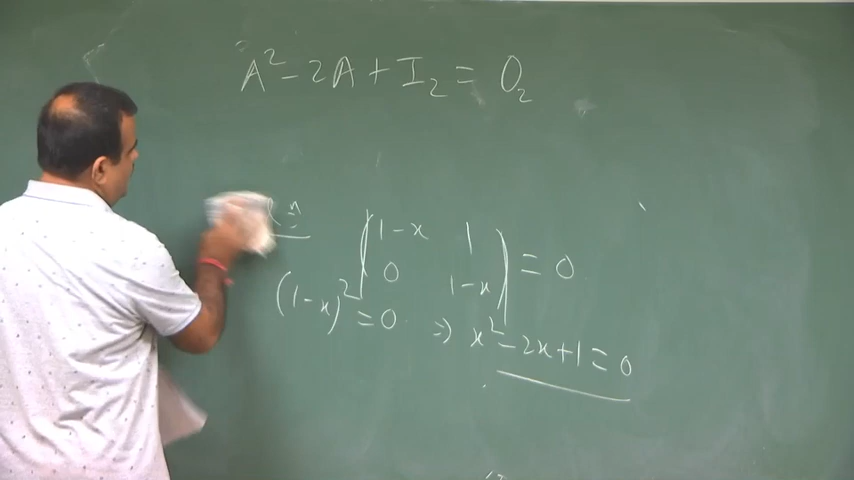 A² - 2A + I₂ = O₂
|1-x 1|
|0 1-x| = 0
(1-x)² = 0 ⇒ x² - 2x + 1 = 0